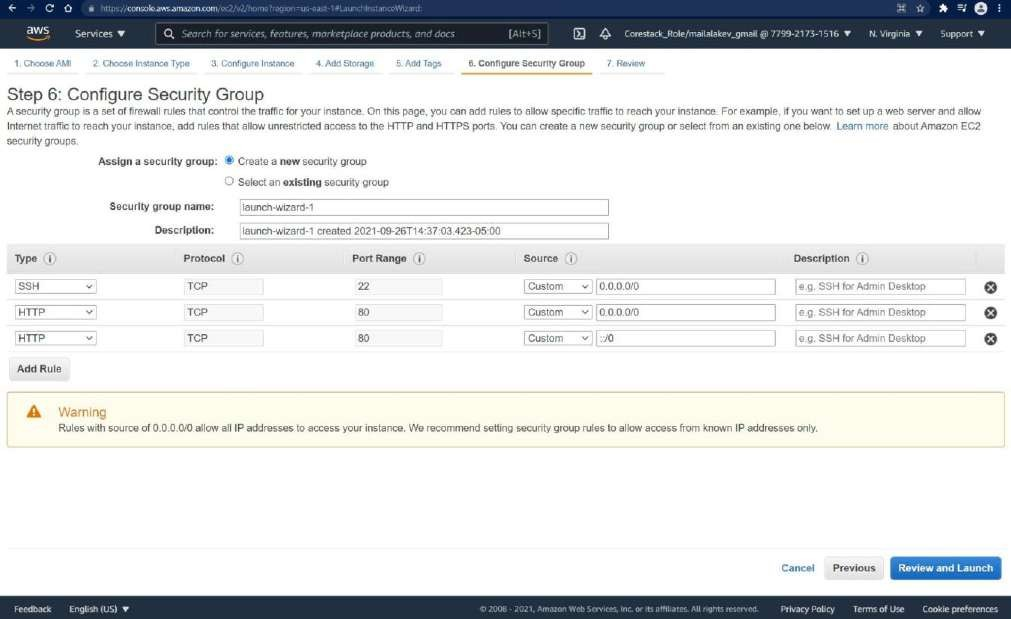 https://console.aws.amazon.com/ec2/v2/home?region=us-east-1#LaunchInstanceWizard:
aws Services Search for services, features, marketplace products, and docs [Alt+S] Corestack_Role/mailalakev_gmail @ 7799-2173-1516 N. Virginia Support
1. Choose AMI 2. Choose Instance Type 3. Configure Instance 4. Add Storage 5. Add Tags 6. Configure Security Group 7. Review
Step 6: Configure Security Group
A security group is a set of firewall rules that control the traffic for your instance. On this page, you can add rules to allow specific traffic to reach your instance. For example, if you want to set up a web server and allow
Internet traffic to reach your instance, add rules that allow unrestricted access to the HTTP and HTTPS ports. You can create a new security group or select from an existing one below. Learn more about Amazon EC2
security groups.
Assign a security group: Create a new security group
Select an existing security group
Security group name: launch-wizard-1
Description: launch-wizard-1 created 2021-09-26T14:37:03.423-05:00
Type Protocol Port Range Source Description
SSH TCP 22 Custom 0.0.0.0/0 e.g. SSH for Admin Desktop
HTTP TCP 80 Custom 0.0.0.0/0 e.g. SSH for Admin Desktop
HTTP TCP 80 Custom ::/0 e.g. SSH for Admin Desktop
Add Rule
Warning
Rules with source of 0.0.0.0/0 allow all IP addresses to access your instance. We recommend setting security group rules to allow access from known IP addresses only.
Cancel Previous Review and Launch
Feedback English (US) © 2008 - 2021, Amazon Web Services, Inc. or its affiliates. All rights reserved. Privacy Policy Terms of Use Cookie preferences